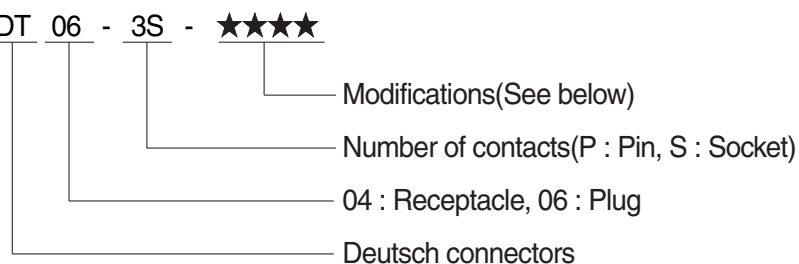 DT 06 - 3S - ★★★★
Modifications(See below)
Number of contacts(P : Pin, S : Socket)
04 : Receptacle, 06 : Plug
Deutsch connectors